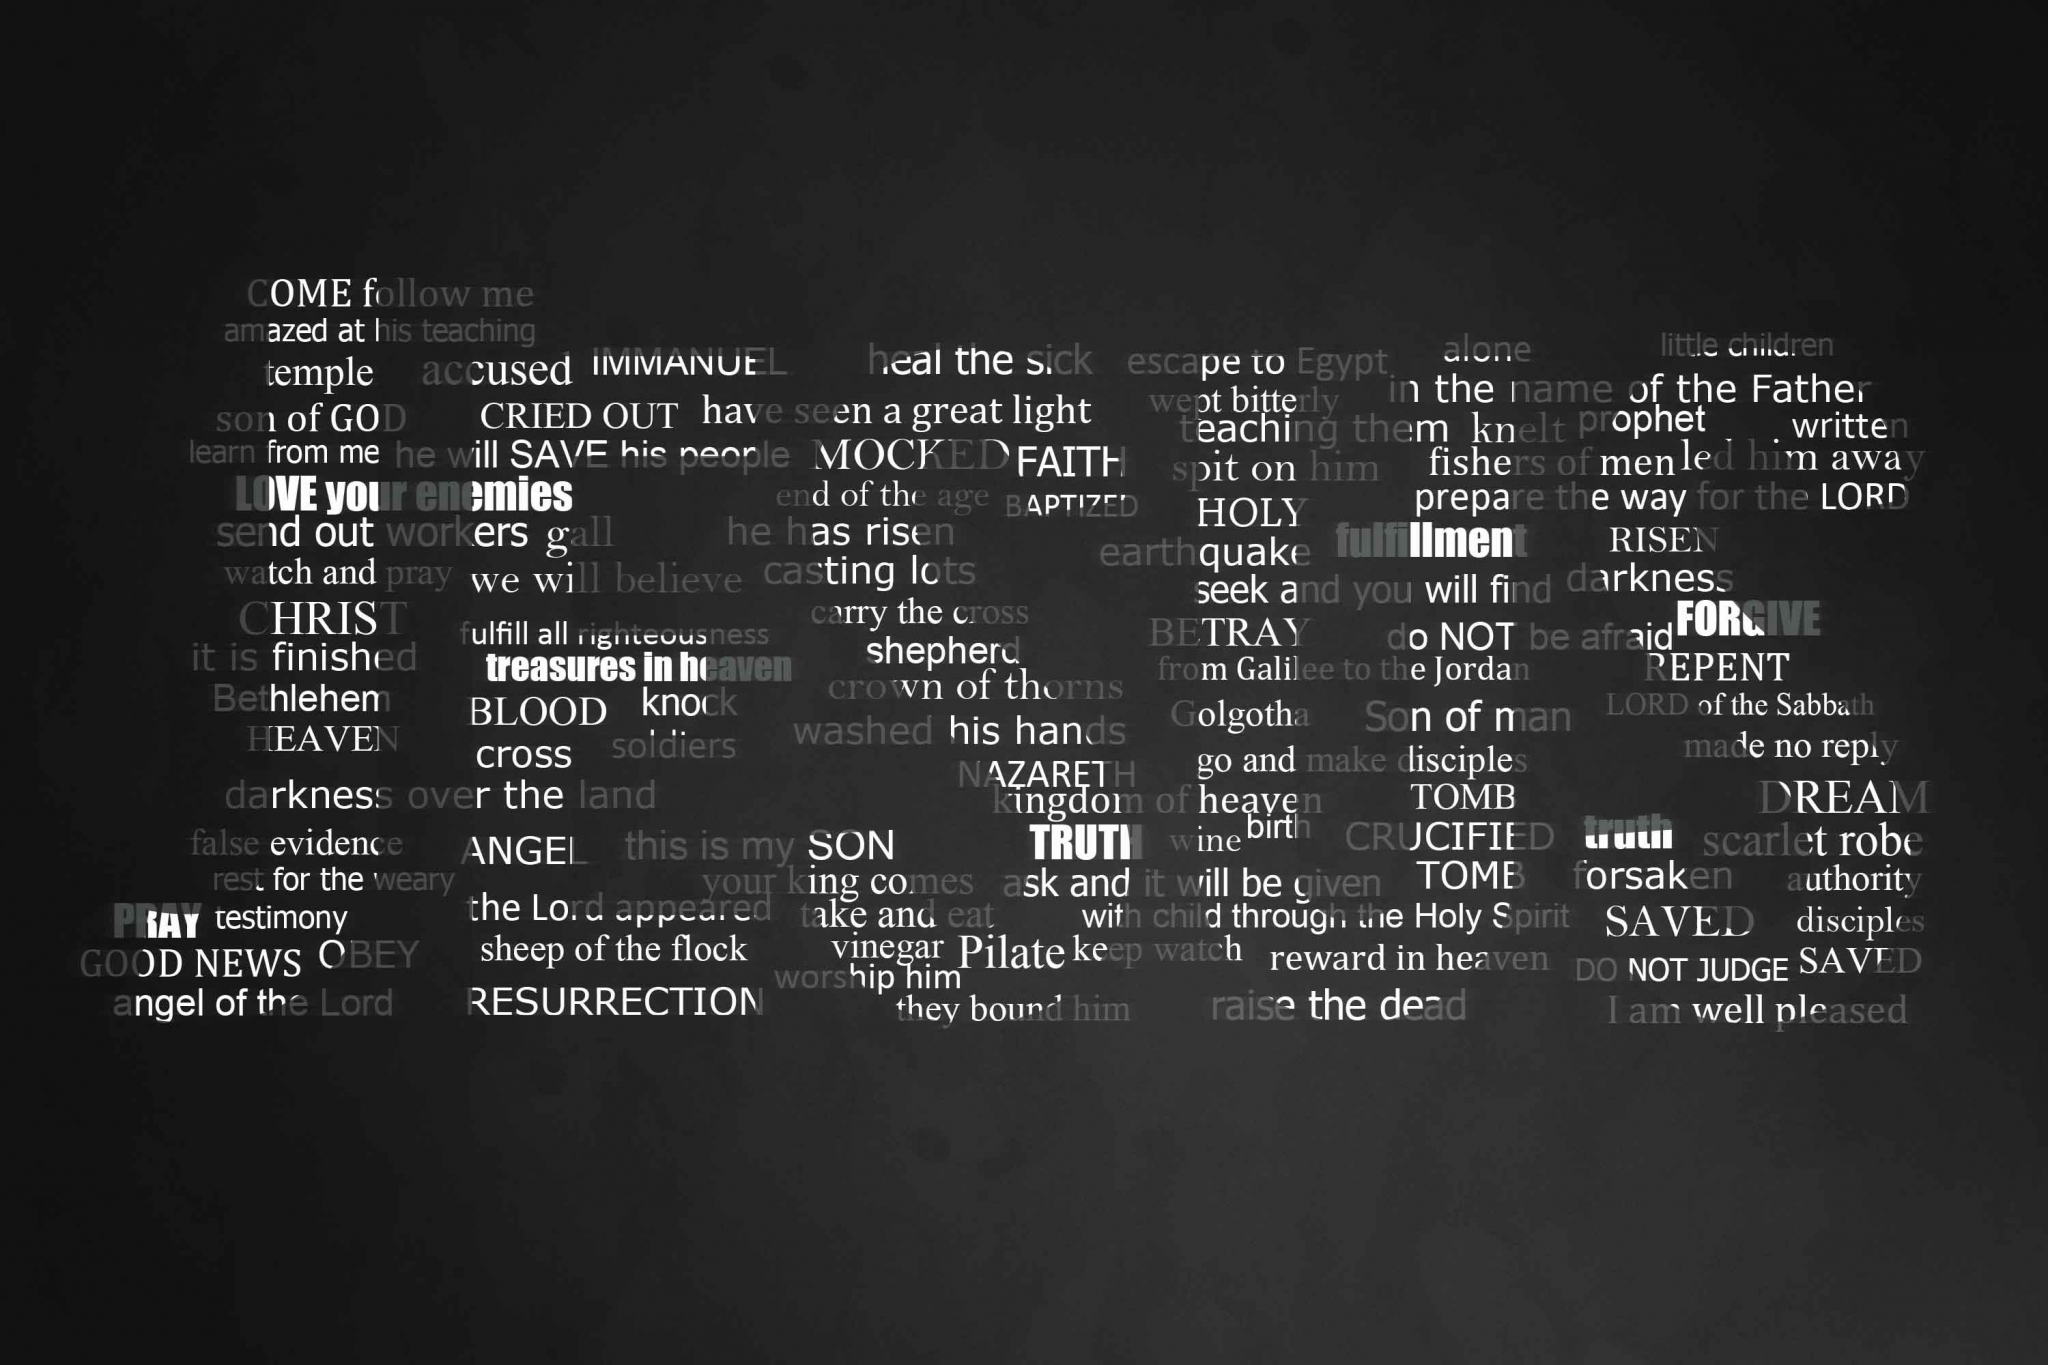 COME follow me
amazed at his teaching
temple accused IMMANUEL heal the sick escape to Egypt alone little children
in the name of the Father
son of GOD CRIED OUT have seen a great light wept bitterly
teaching them knelt prophet written
learn from me he will SAVE his people MOCKED FAITH spit on him fishers of men led him away
LOVE your enemies end of the age BAPTIZED HOLY prepare the way for the LORD
send out workers gall he has risen earthquake fulfillment RISEN
watch and pray we will believe casting lots seek and you will find darkness
CHRIST carry the cross BETRAY do NOT be afraid FORGIVE
fulfill all righteousness
it is finished treasures in heaven shepherd from Galilee to the Jordan REPENT
Bethlehem BLOOD knock crown of thorns Golgotha Son of man LORD of the Sabbath
HEAVEN cross soldiers washed his hands go and make disciples made no reply
NAZARETH
darkness over the land kingdom of heaven TOMB DREAM
false evidence ANGEL this is my SON TRUTH wine birth CRUCIFIED truth scarlet robe
rest for the weary your king comes ask and it will be given TOMB forsaken authority
PRAY testimony the Lord appeared take and eat with child through the Holy Spirit SAVED disciples
GOOD NEWS OBEY sheep of the flock vinegar Pilate keep watch reward in heaven DO NOT JUDGE SAVED
worship him
angel of the Lord RESURRECTION they bound him raise the dead I am well pleased